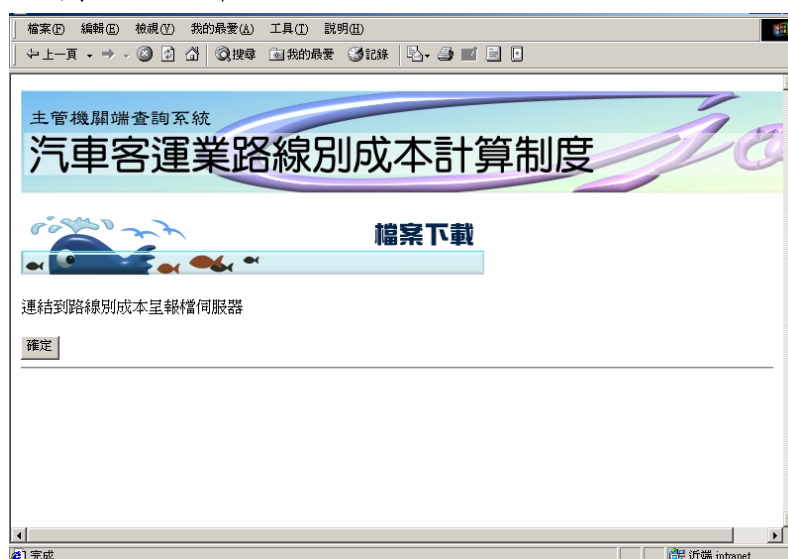 檔案(F) 編輯(E) 檢視(V) 我的最愛(A) 工具(T) 說明(H)
上一頁 搜尋 我的最愛 記錄
主管機關端查詢系統
汽車客運業路線別成本計算制度
檔案下載
連結到路線別成本呈報檔伺服器
確定
完成 近端 intranet